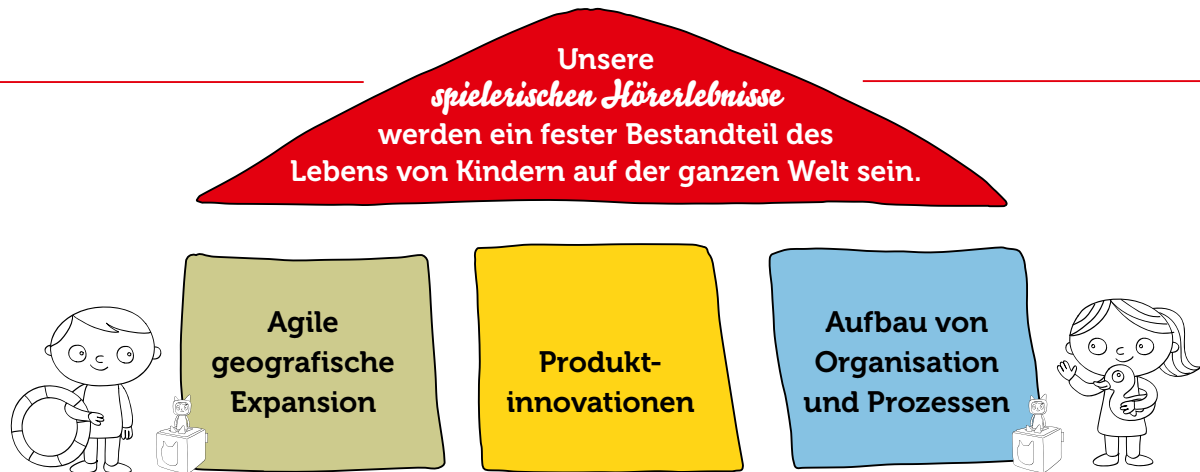 Unsere
spielerischen Hörerlebnisse
werden ein fester Bestandteil des
Lebens von Kindern auf der ganzen Welt sein.
Agile
geografische
Expansion
Produkt-
innovationen
Aufbau von
Organisation
und Prozessen